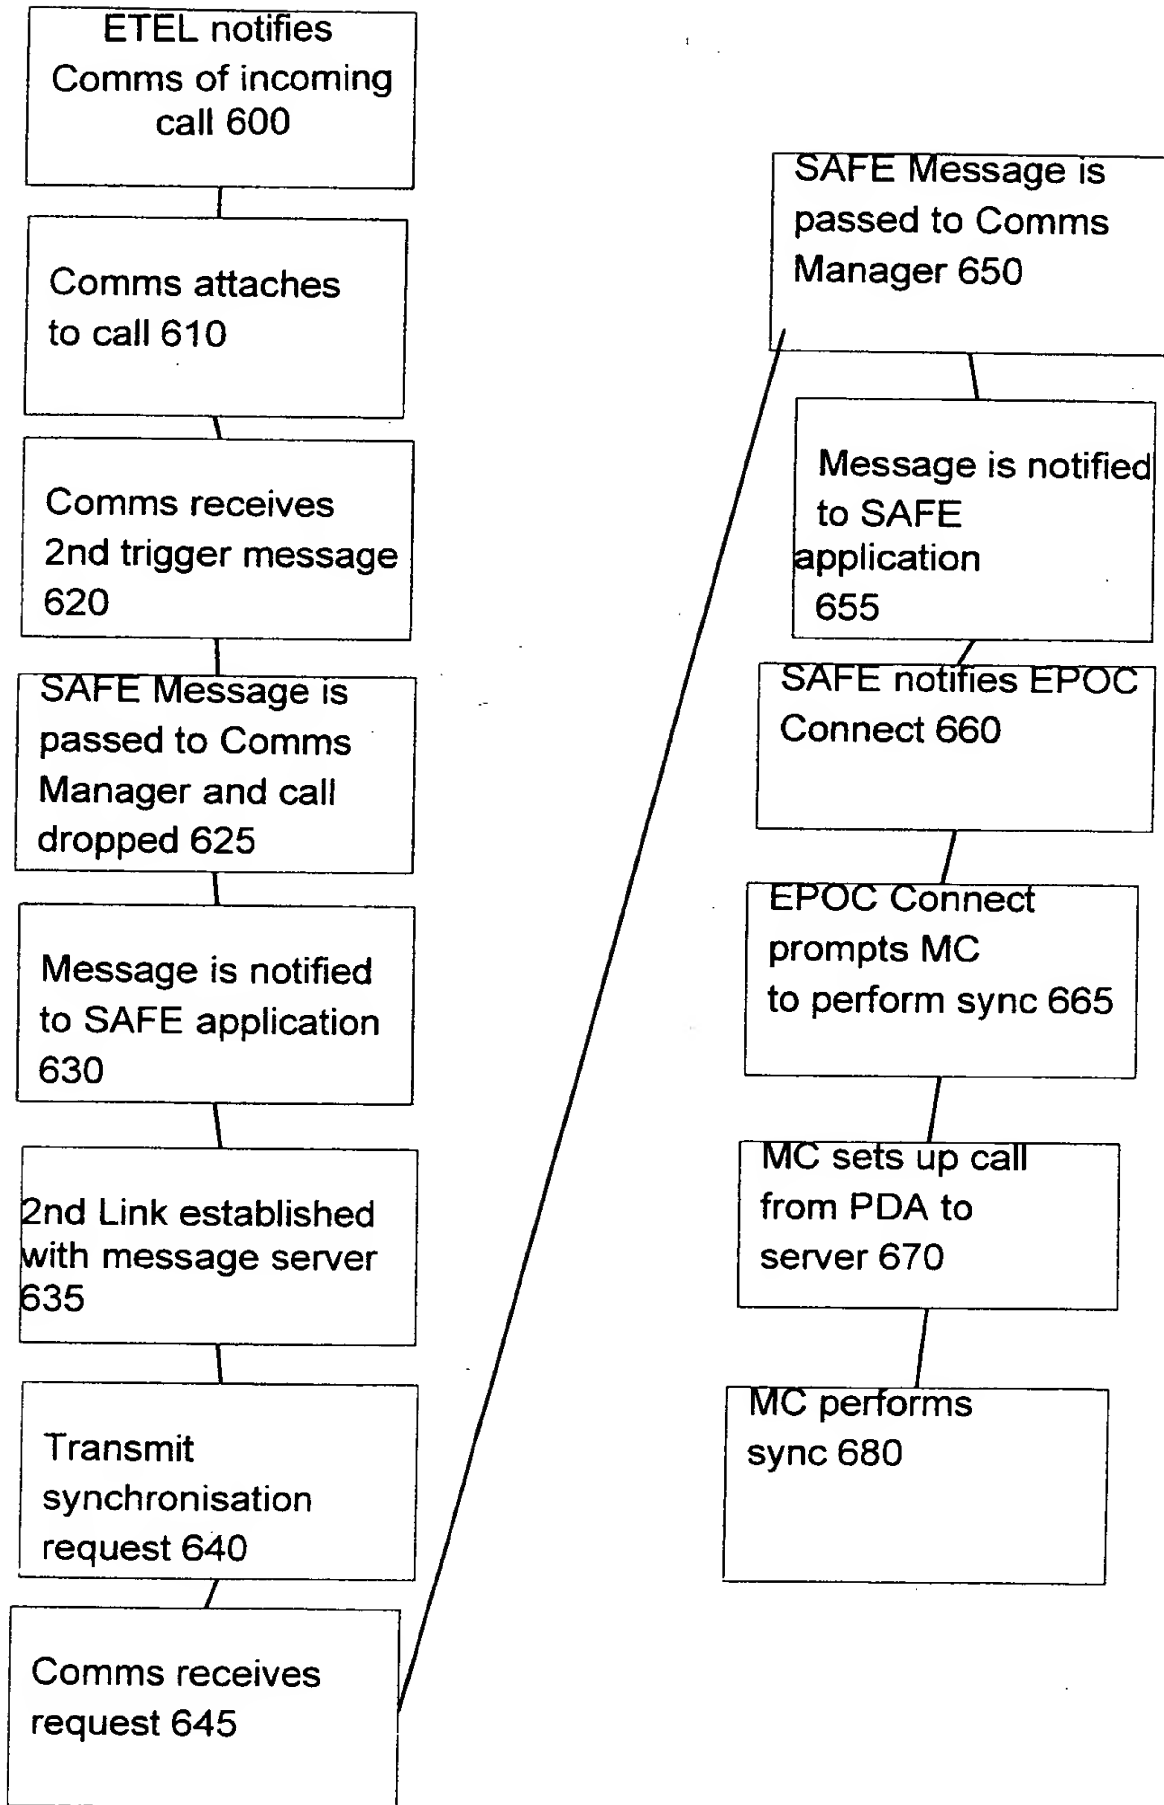 ETEL notifies
Comms of incoming
call 600
Comms attaches
to call 610
Comms receives
2nd trigger message
620
SAFE Message is
passed to Comms
Manager and call
dropped 625
Message is notified
to SAFE application
630
2nd Link established
with message server
635
Transmit
synchronisation
request 640
Comms receives
request 645
SAFE Message is
passed to Comms
Manager 650
Message is notified
to SAFE
application
655
SAFE notifies EPOC
Connect 660
EPOC Connect
prompts MC
to perform sync 665
MC sets up call
from PDA to
server 670
MC performs
sync 680